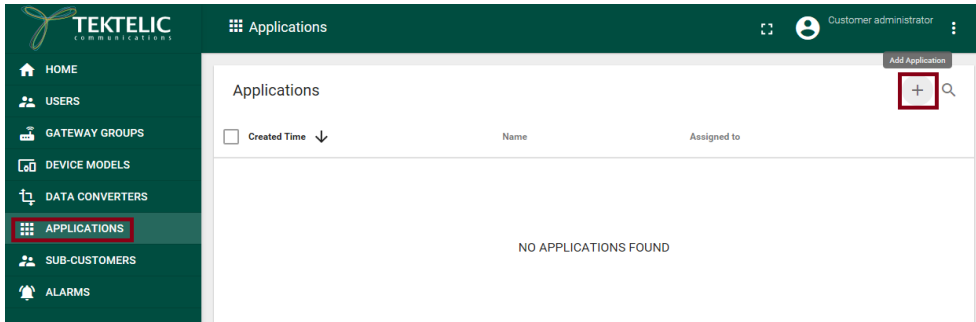 TEKTELIC
communications
Applications
Customer administrator
HOME
Add Application
USERS
Applications
GATEWAY GROUPS
Created Time
Name
Assigned to
DEVICE MODELS
DATA CONVERTERS
APPLICATIONS
NO APPLICATIONS FOUND
SUB-CUSTOMERS
ALARMS